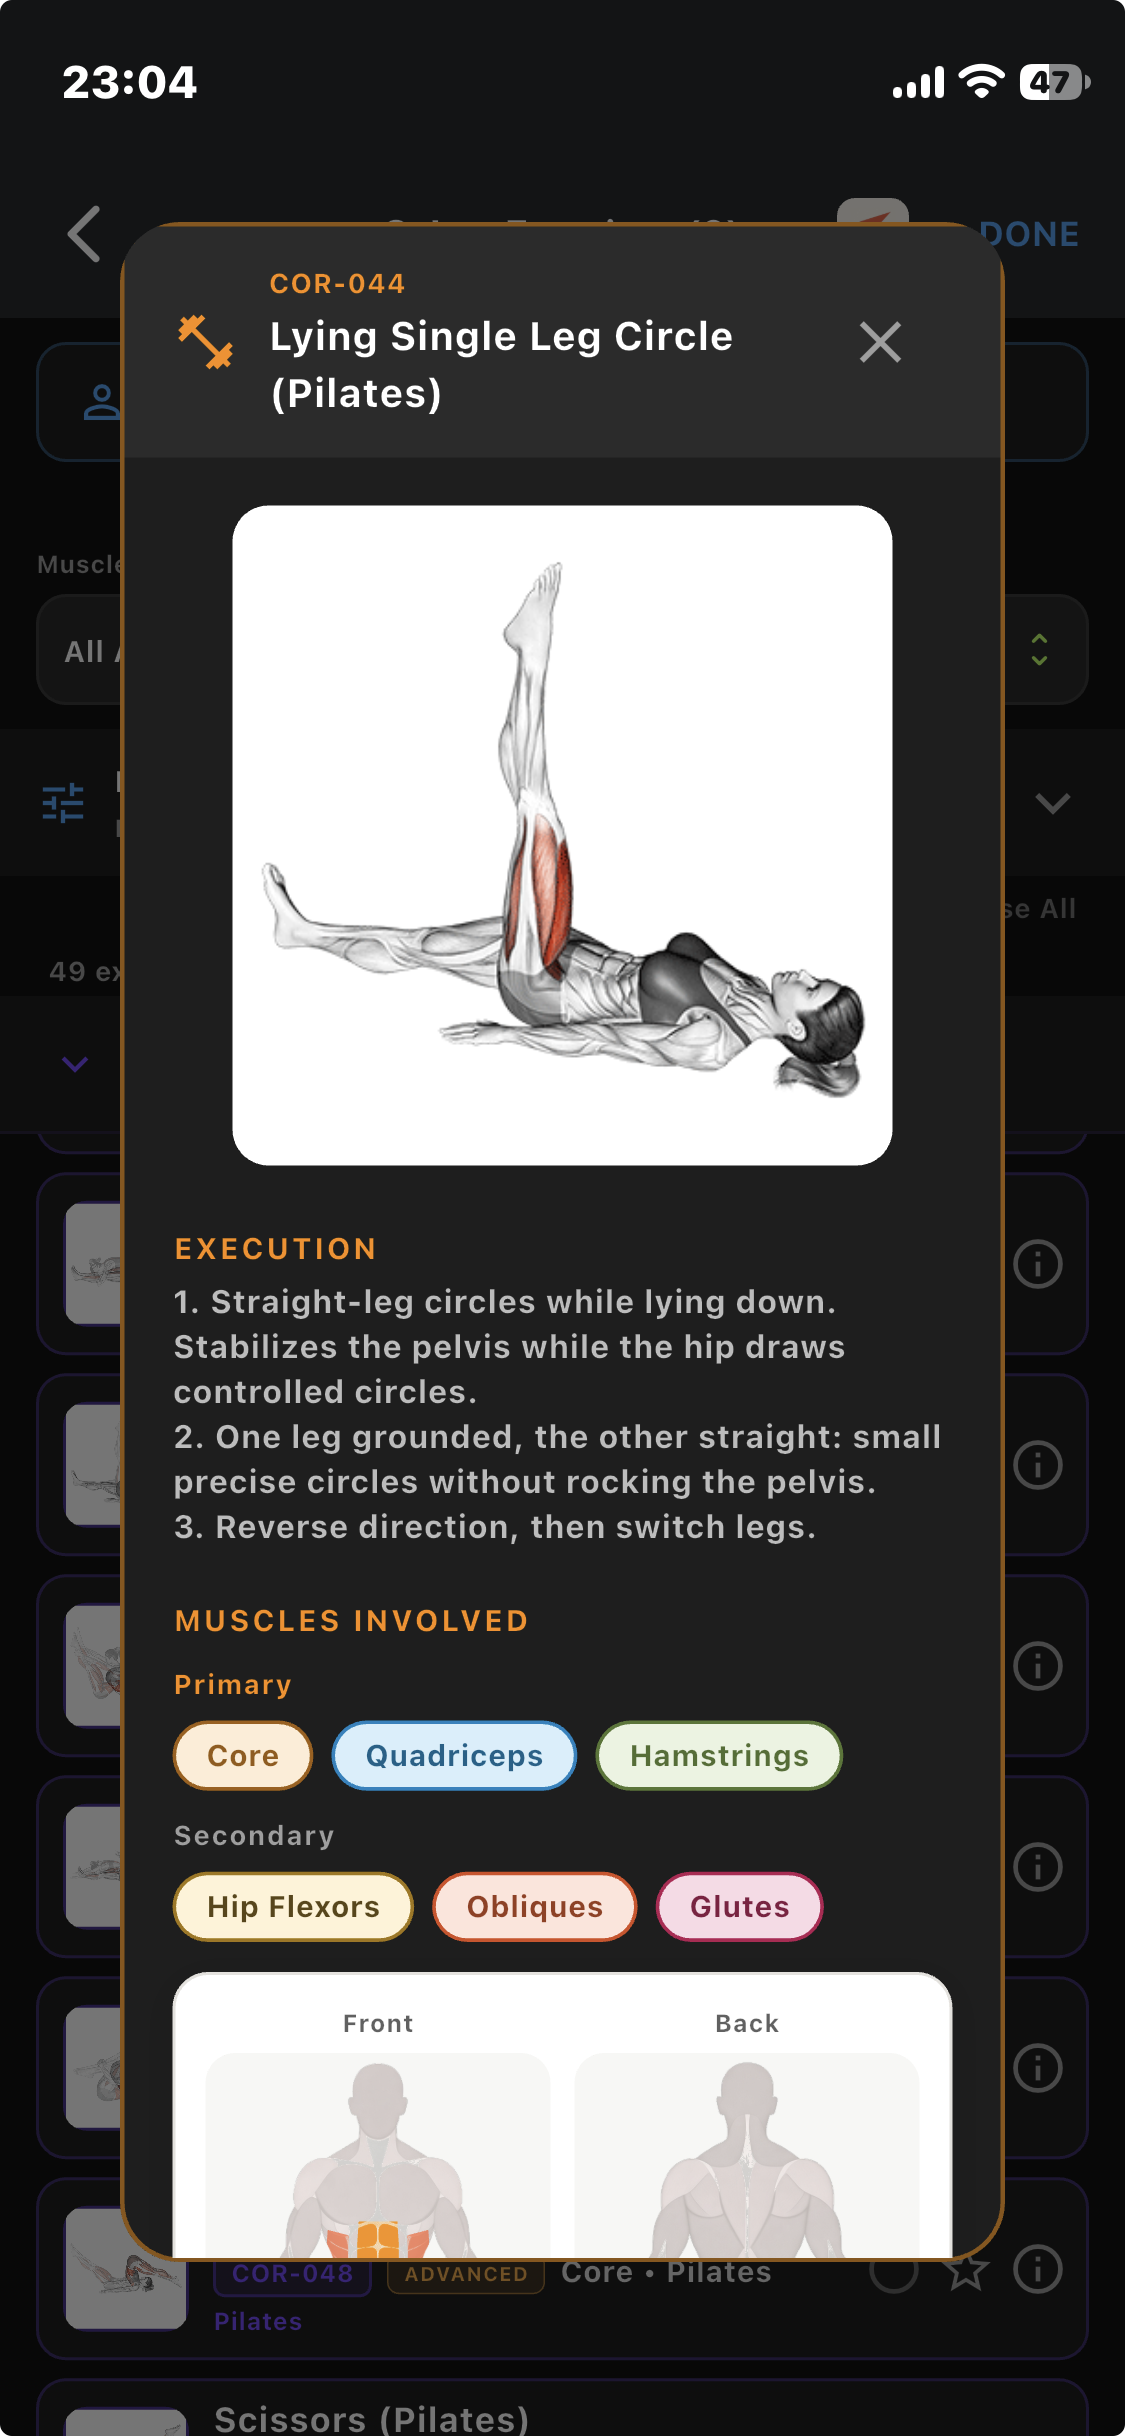 23:04
47
DONE
COR-044
Lying Single Leg Circle
(Pilates)
Muscle
All
se All
49 ex
EXECUTION
1. Straight-leg circles while lying down.
Stabilizes the pelvis while the hip draws
controlled circles.
2. One leg grounded, the other straight: small
precise circles without rocking the pelvis.
3. Reverse direction, then switch legs.
MUSCLES INVOLVED
Primary
Core
Quadriceps
Hamstrings
Secondary
Hip Flexors
Obliques
Glutes
Front
Back
COR-048
ADVANCED
Core • Pilates
Pilates
Scissors (Pilates)